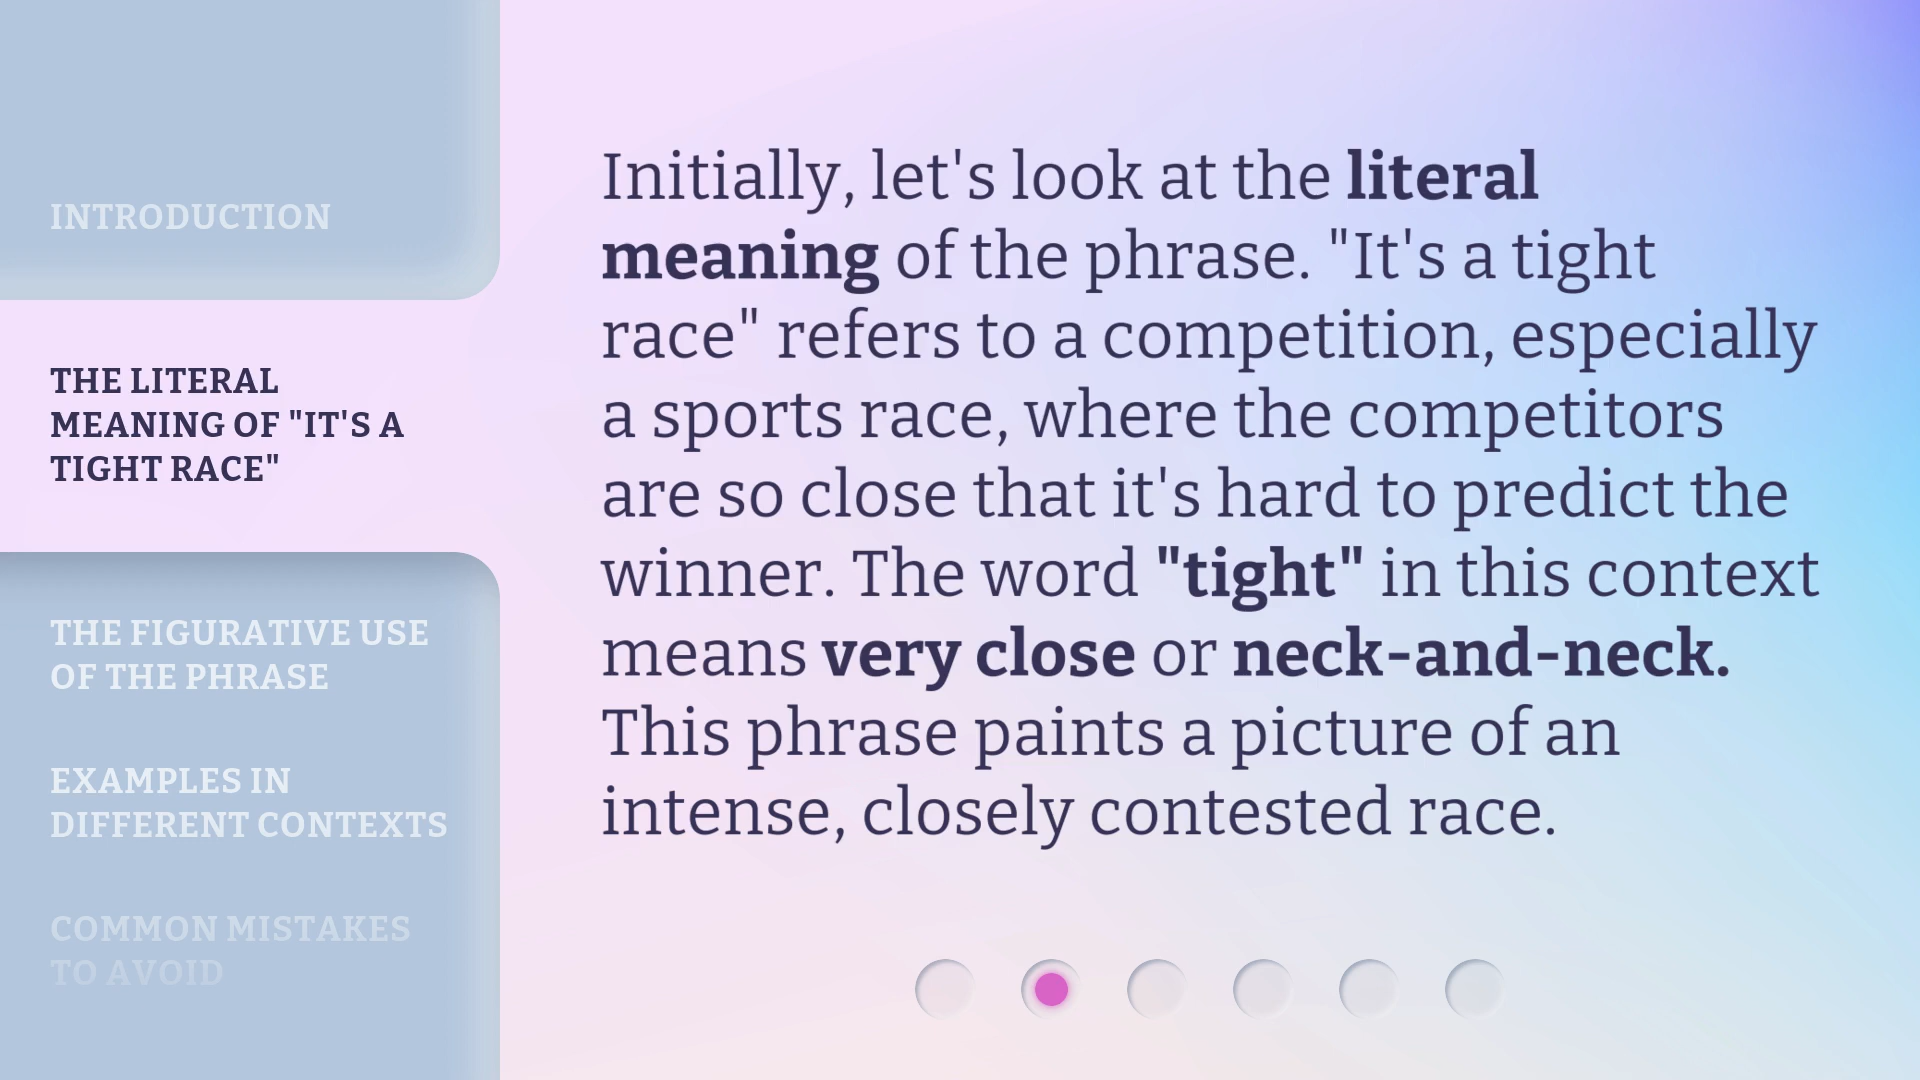 INTRODUCTION
THE LITERAL
MEANING OF "IT'S A
TIGHT RACE"
THE FIGURATIVE USE
OF THE PHRASE
EXAMPLES IN
DIFFERENT CONTEXTS
COMMON MISTAKES
TO AVOID
Initially, let's look at the literal
meaning of the phrase. "It's a tight
race" refers to a competition, especially
a sports race, where the competitors
are so close that it's hard to predict the
winner. The word "tight" in this context
means very close or neck-and-neck.
This phrase paints a picture of an
intense, closely contested race.